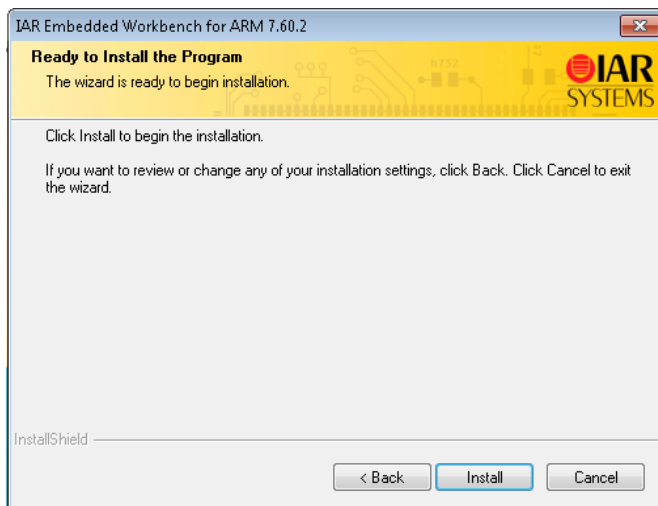 IAR Embedded Workbench for ARM 7.60.2
Ready to Install the Program
The wizard is ready to begin installation.
IAR
SYSTEMS
Click Install to begin the installation.
If you want to review or change any of your installation settings, click Back. Click Cancel to exit
the wizard.
InstallShield
< Back
Install
Cancel